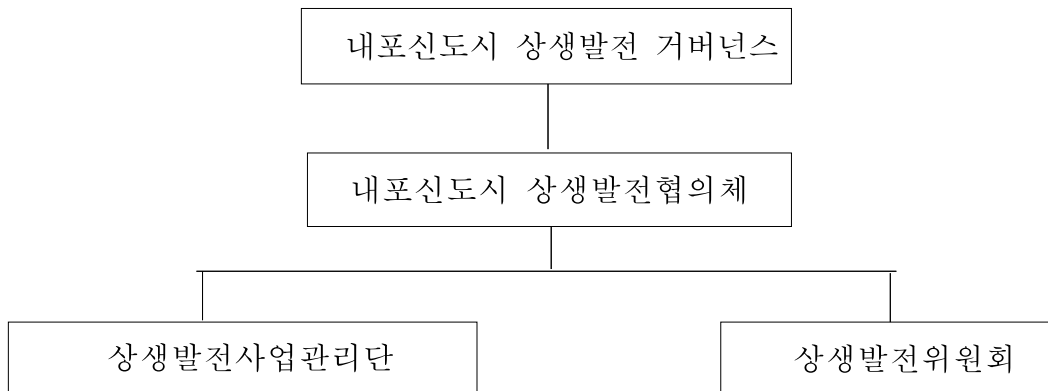 내포신도시 상생발전 거버넌스
내포신도시 상생발전협의체
상생발전사업관리단
상생발전위원회